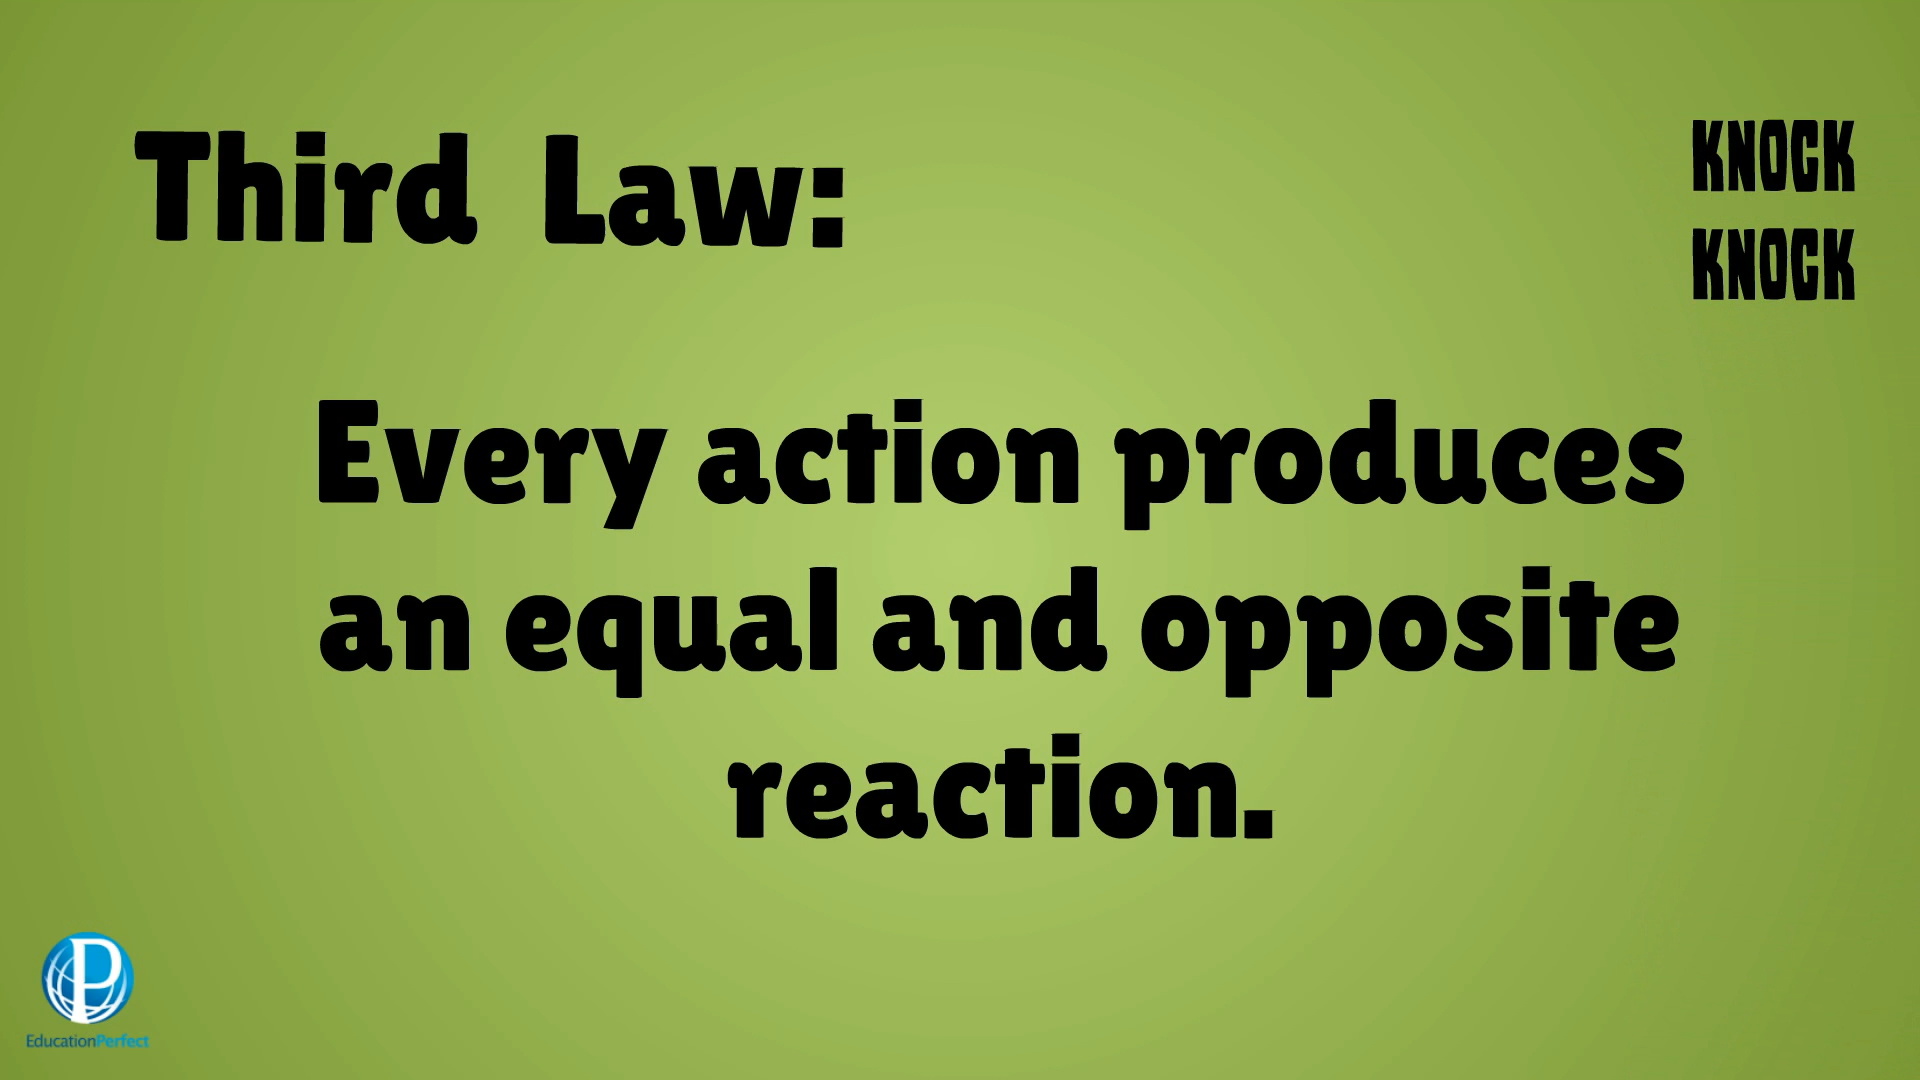 Third Law:
KNOCK
KNOCK
Every action produces
an equal and opposite
reaction.
P
EducationPerfect